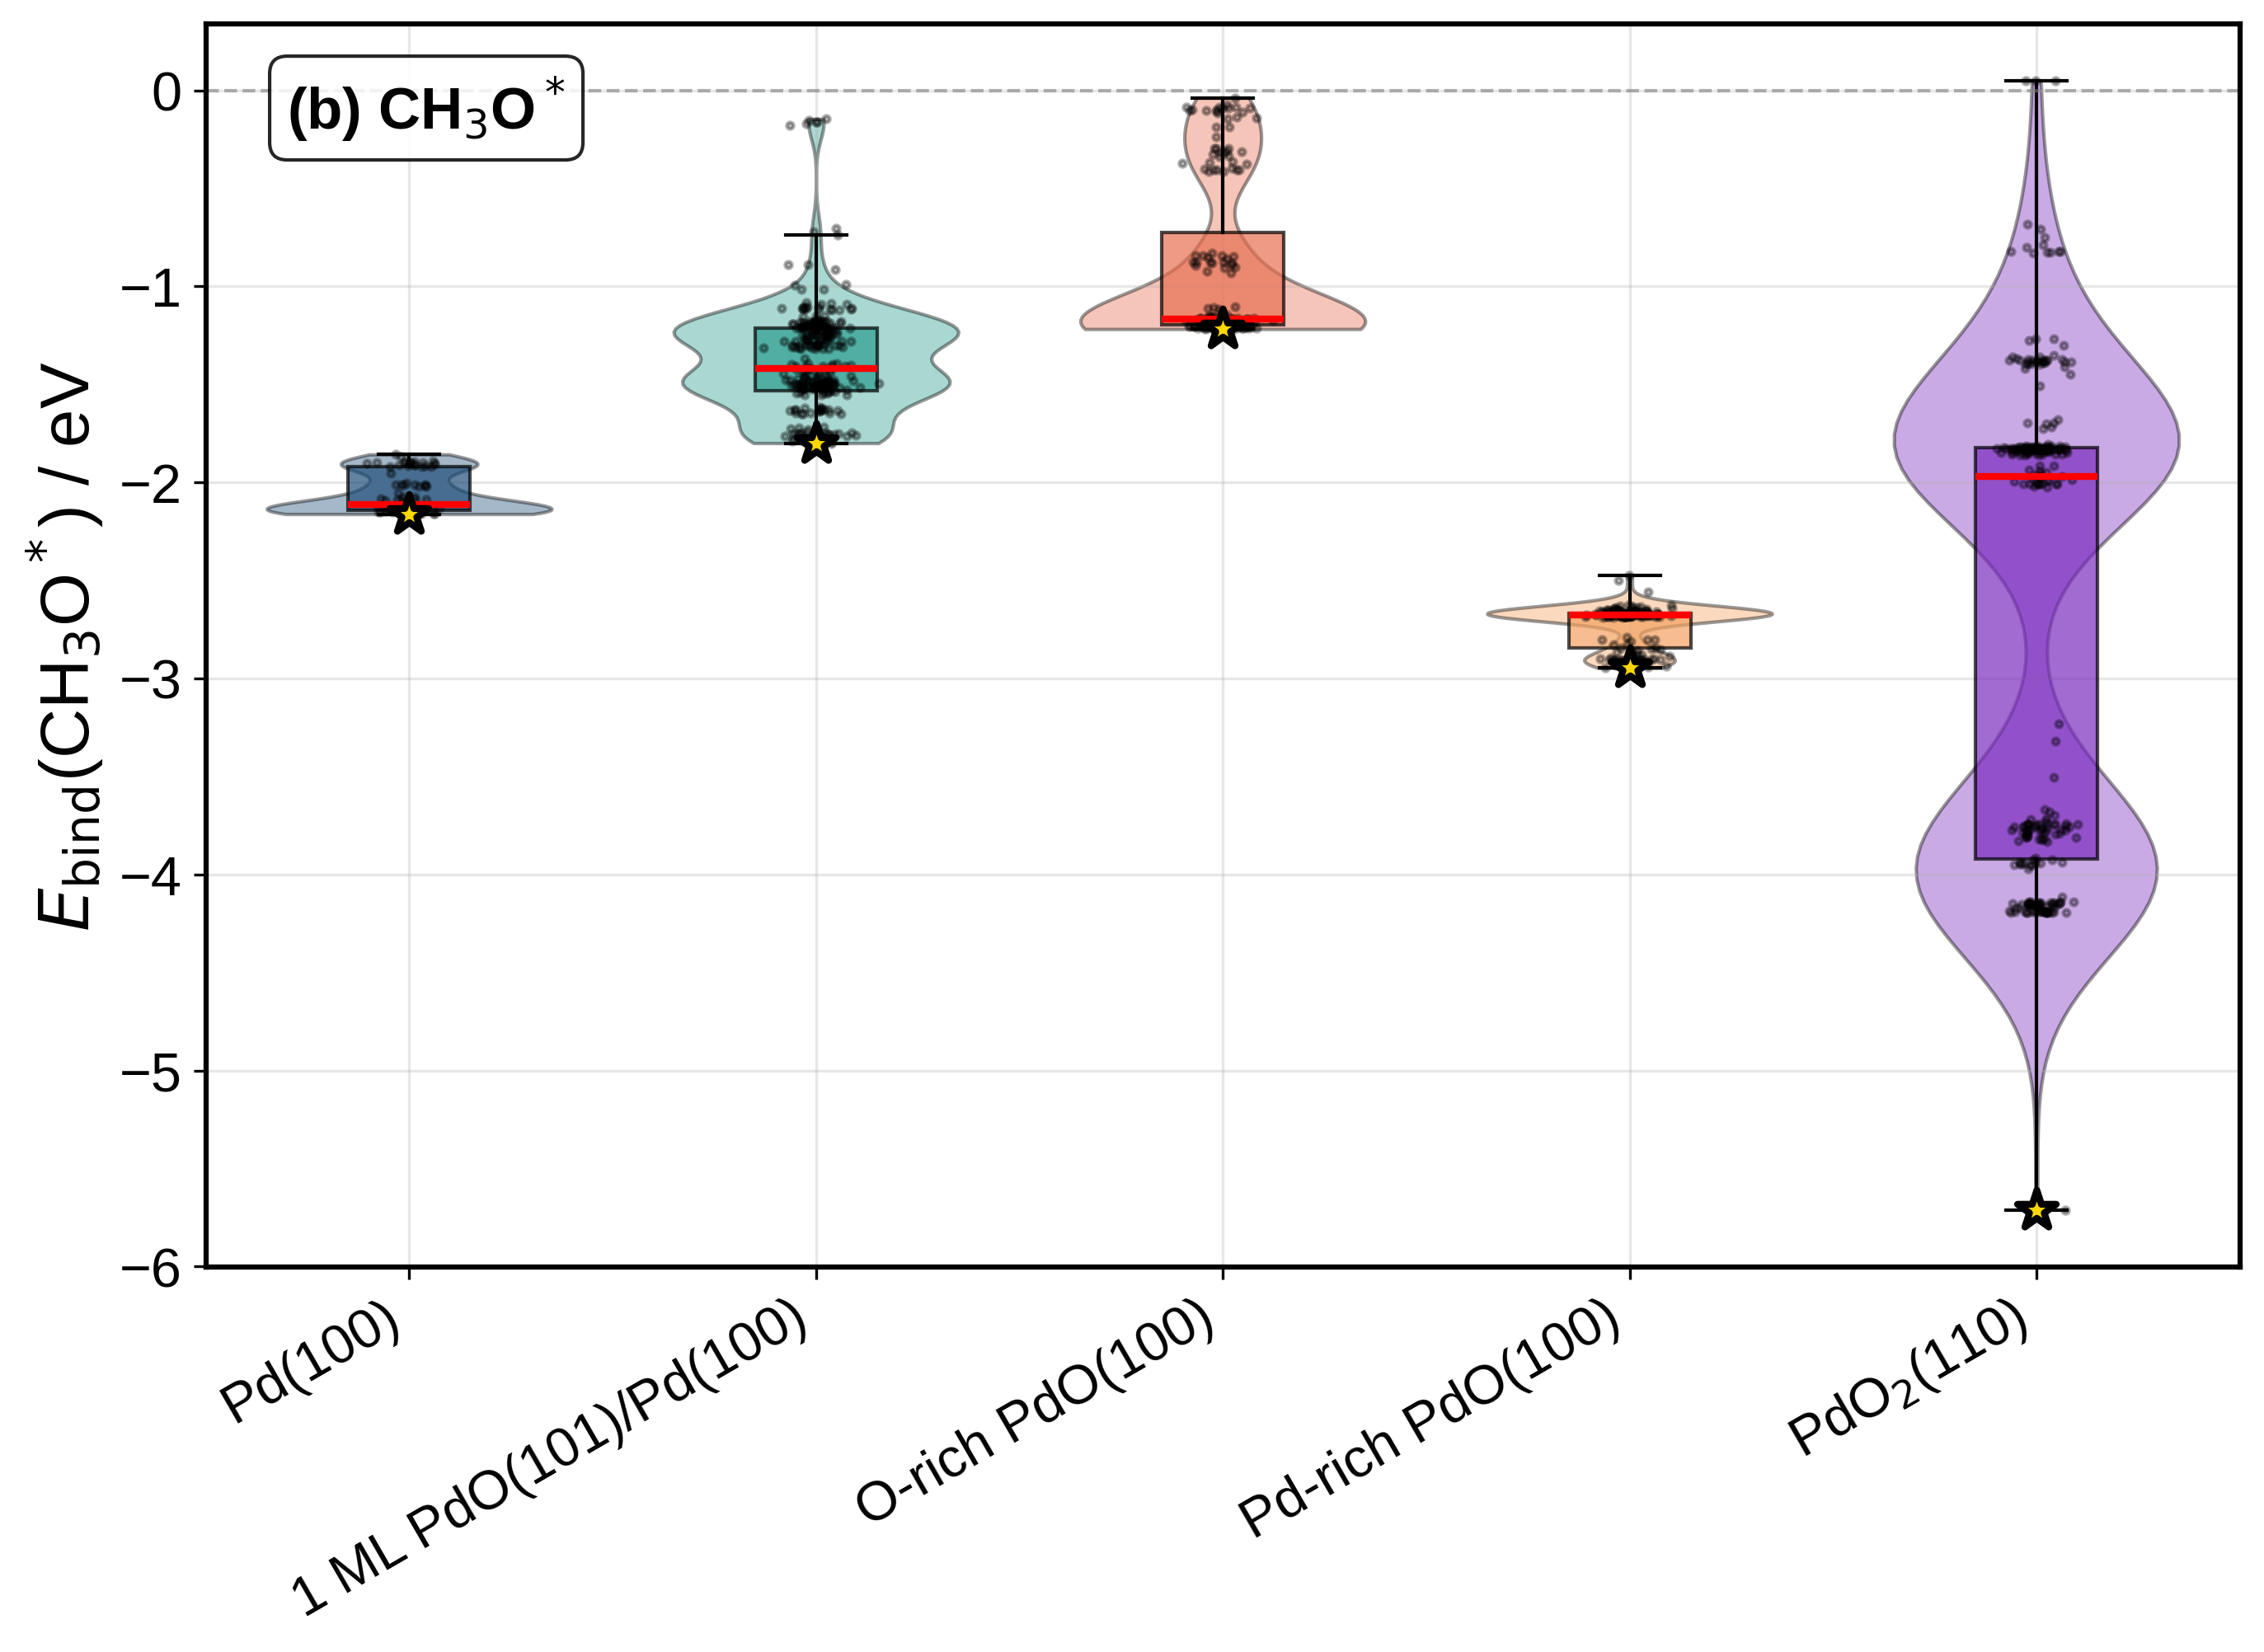 (b) CH₃O*
E_bind(CH₃O*) / eV
0
−1
−2
−3
−4
−5
−6
Pd(100)
1 ML PdO(101)/Pd(100)
O-rich PdO(100)
Pd-rich PdO(100)
PdO₂(110)